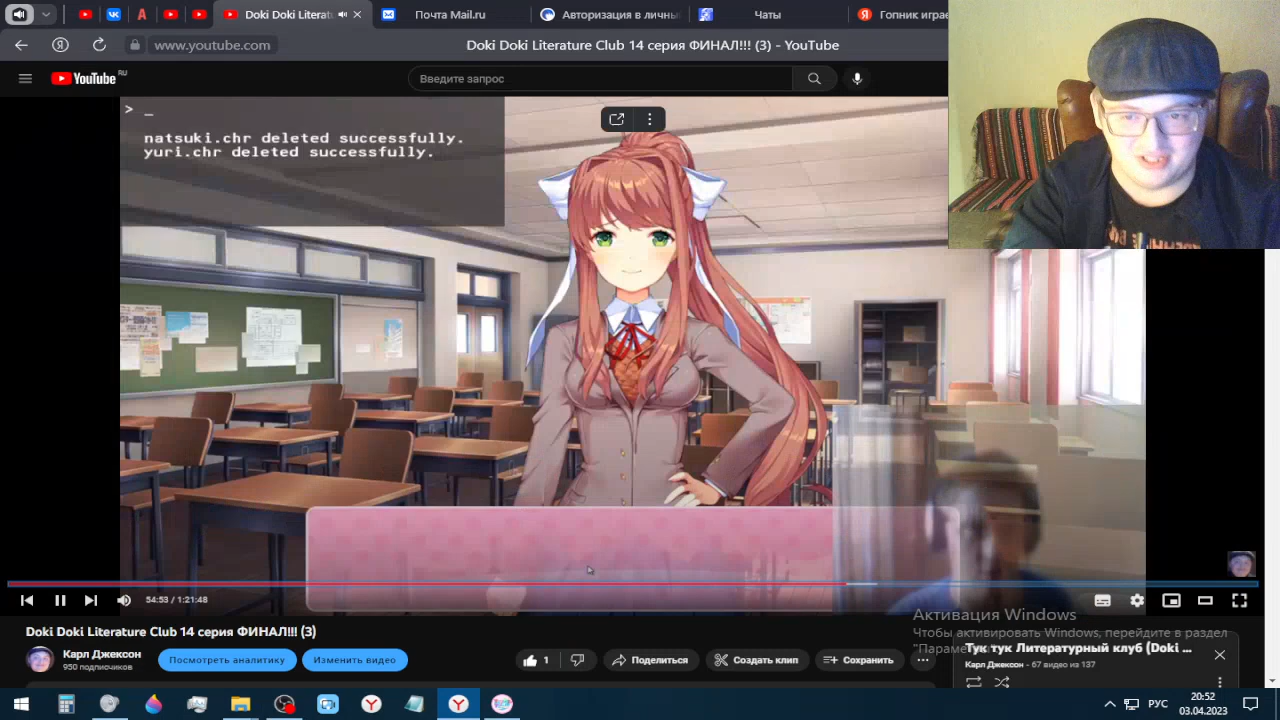 Doki Doki Literat
Почта Mail.ru
Авторизация в личны
Чаты
Гопник играе
www.youtube.com
Doki Doki Literature Club 14 серия ФИНАЛ!!! (3) - YouTube
YouTube RU
Введите запрос
> _
natsuki.chr deleted successfully.
yuri.chr deleted successfully.
54:53 / 1:21:48
Активация Windows
Чтобы активировать Windows, перейдите в раздел
Doki Doki Literature Club 14 серия ФИНАЛ!!! (3)
"Параме
Тук тук Литературный клуб (Doki ...
Карл Джексон
950 подписчиков
Посмотреть аналитику
Изменить видео
1
Поделиться
Создать клип
Сохранить
Карл Джексон - 67 видео из 137
РУС
20:52
03.04.2023